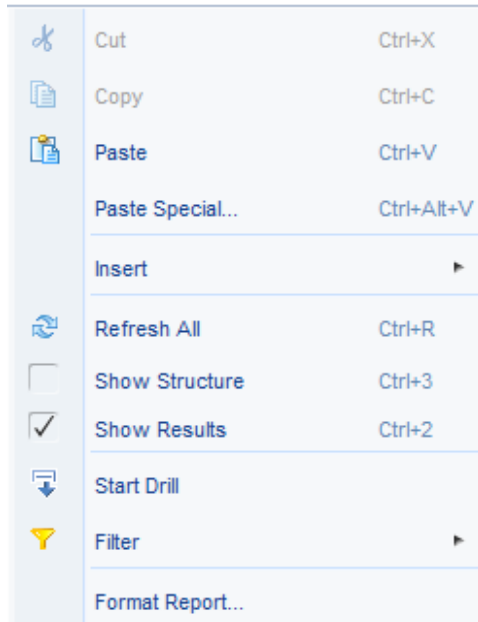 Cut Ctrl+X
Copy Ctrl+C
Paste Ctrl+V
Paste Special... Ctrl+Alt+V
Insert
Refresh All Ctrl+R
Show Structure Ctrl+3
Show Results Ctrl+2
Start Drill
Filter
Format Report...